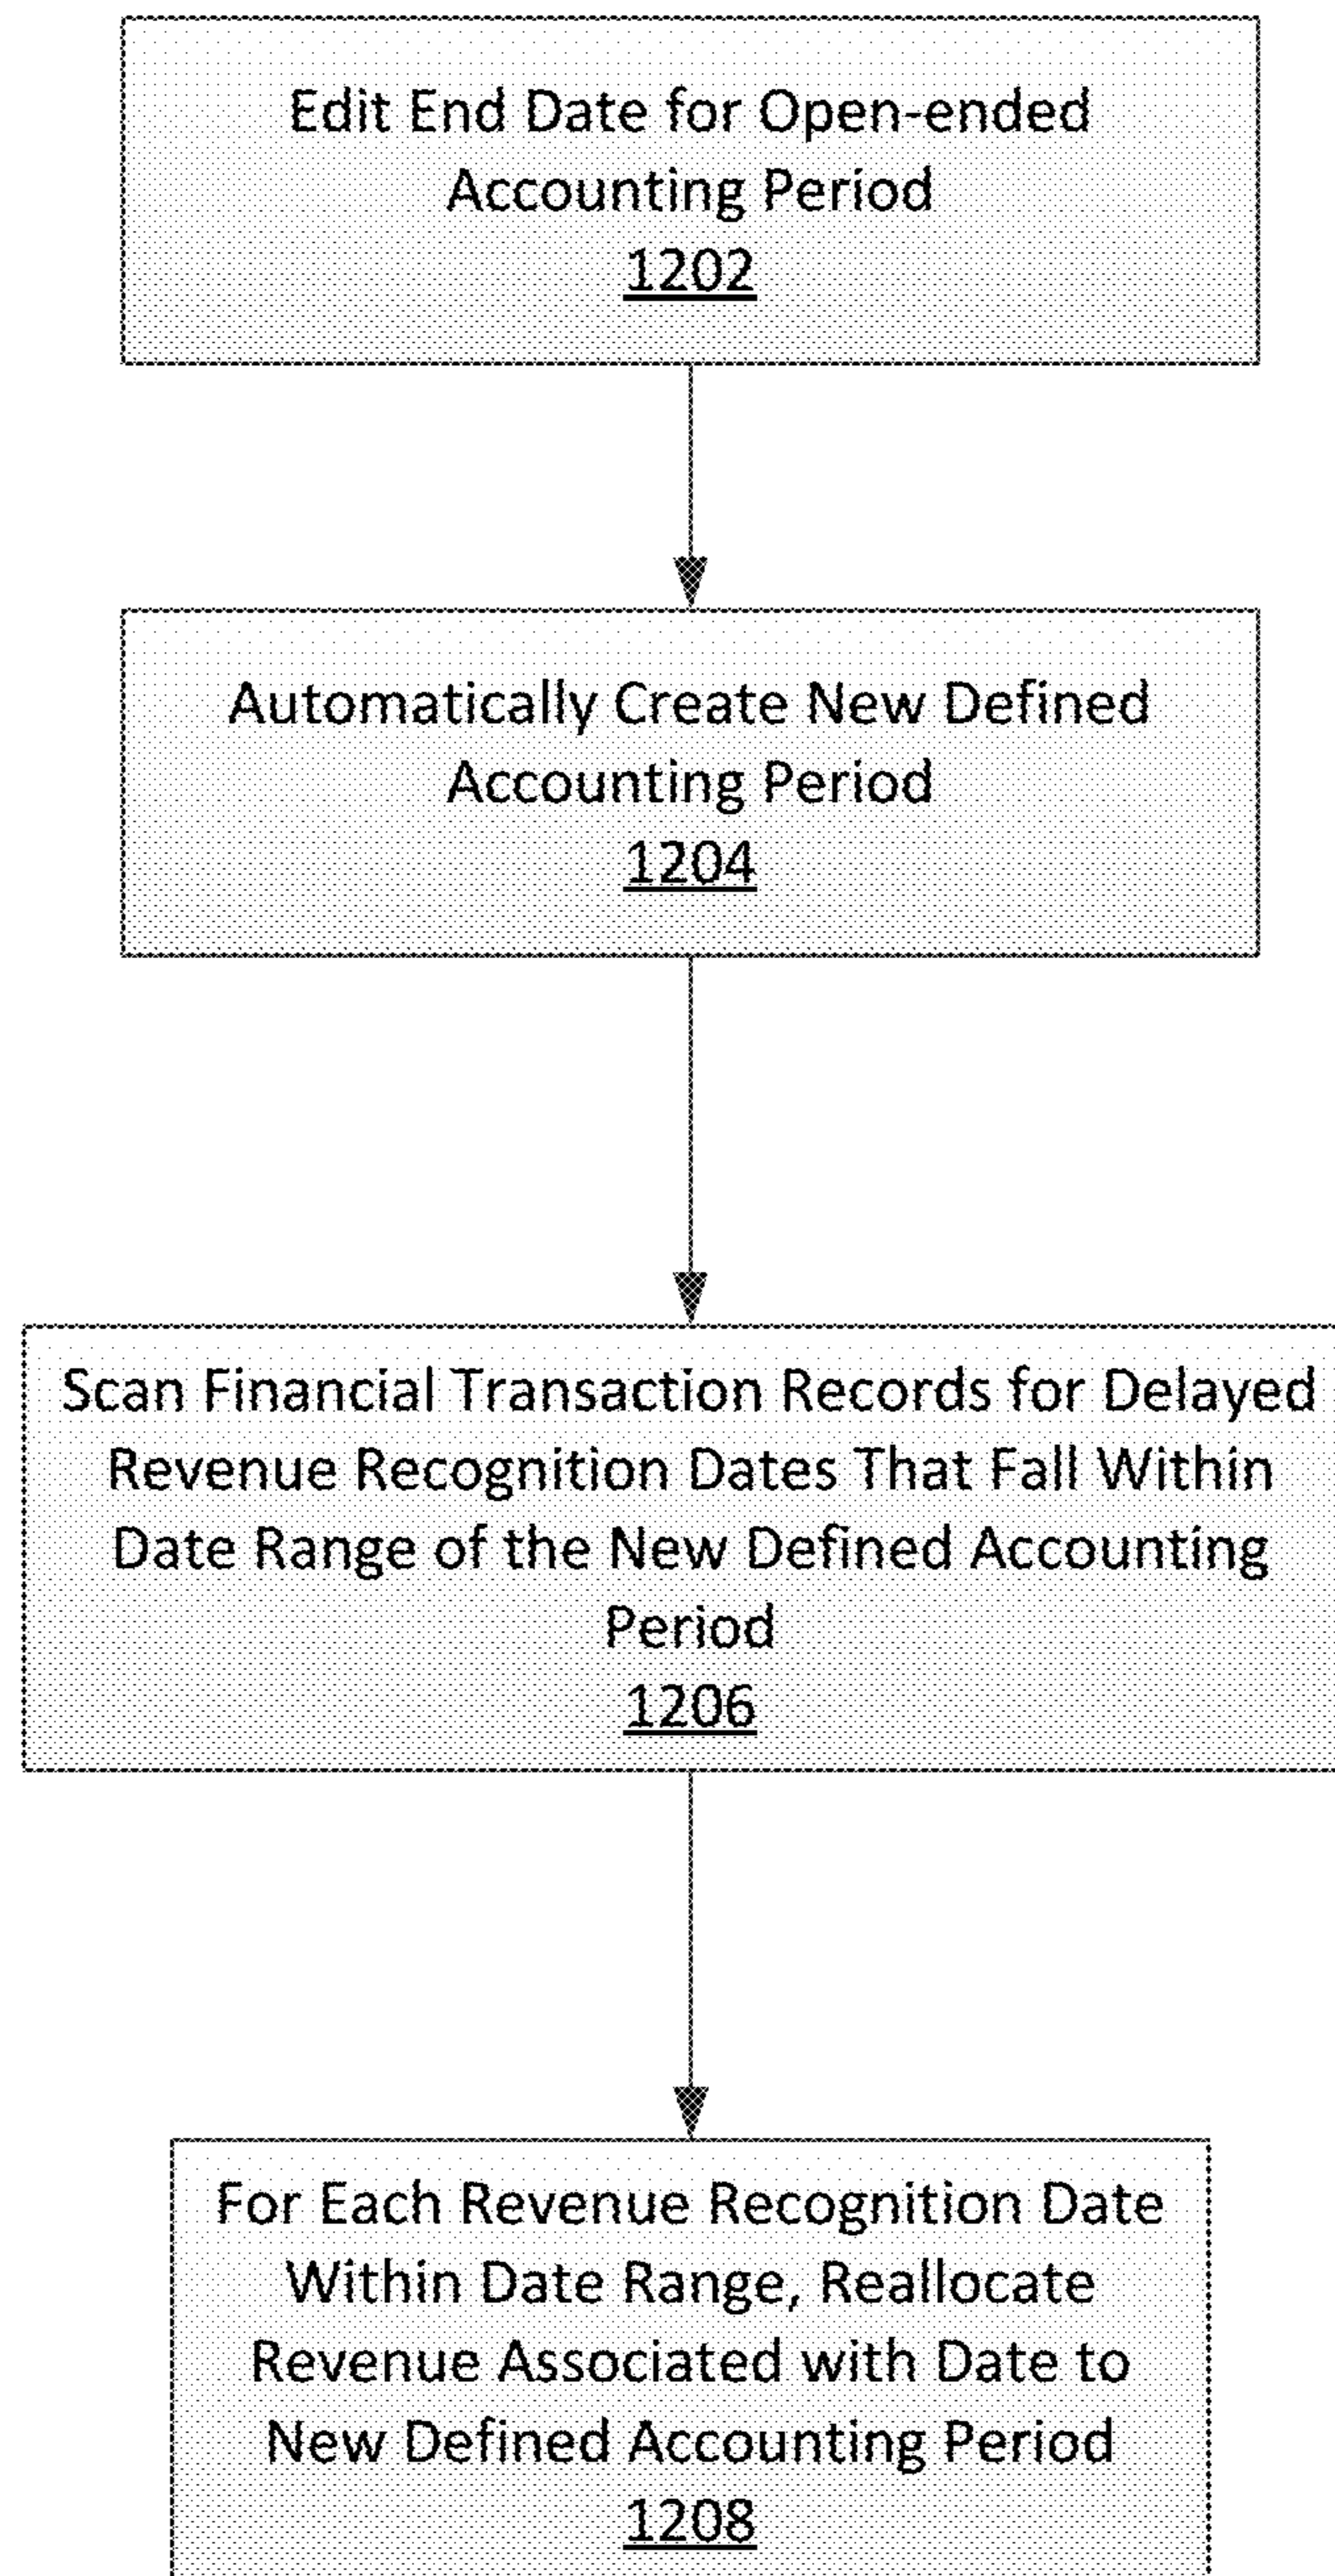 Edit End Date for Open-ended
Accounting Period
1202
Automatically Create New Defined
Accounting Period
1204
Scan Financial Transaction Records for Delayed
Revenue Recognition Dates That Fall Within
Date Range of the New Defined Accounting
Period
1206
For Each Revenue Recognition Date
Within Date Range, Reallocate
Revenue Associated with Date to
New Defined Accounting Period
1208